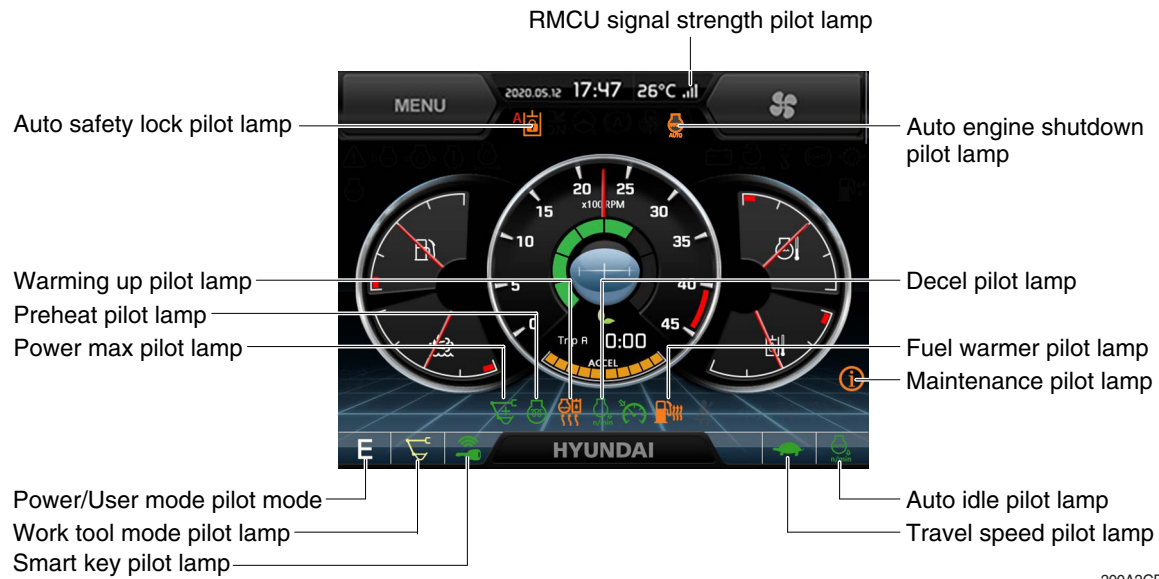 RMCU signal strength pilot lamp
2020.05.12 17:47 26°C
MENU
A
AUTO
Auto safety lock pilot lamp
Auto engine shutdown
pilot lamp
20 25
x100RPM
15 30
10 35
5 40
0 45
Warming up pilot lamp
Decel pilot lamp
Preheat pilot lamp
Power max pilot lamp
Fuel warmer pilot lamp
Maintenance pilot lamp
Trip A 0:00
ACCEL
n/min
E
HYUNDAI
n/min
Power/User mode pilot mode
Auto idle pilot lamp
Work tool mode pilot lamp
Travel speed pilot lamp
Smart key pilot lamp